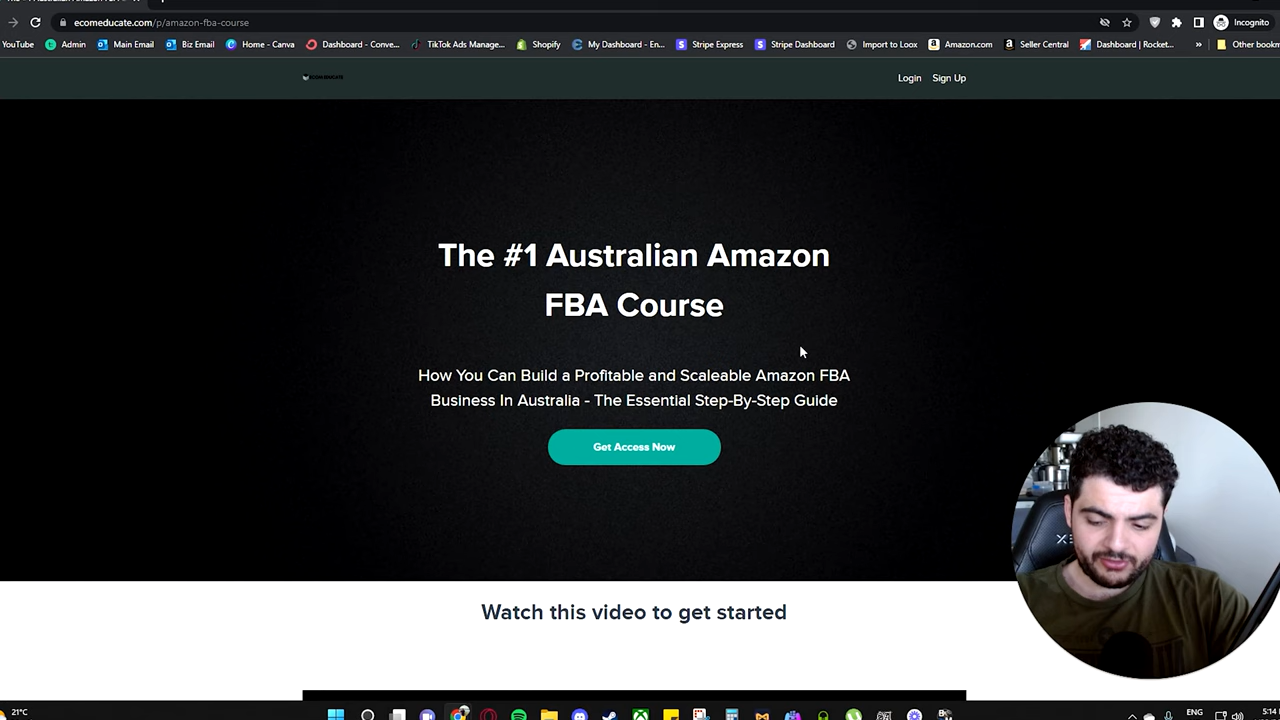 ecomeducate.com/p/amazon-fba-course
Incognito
YouTube
Admin
Main Email
Biz Email
Home - Canva
Dashboard - Conve...
TikTok Ads Manage...
Shopify
My Dashboard - En...
Stripe Express
Stripe Dashboard
Import to Loox
Amazon.com
Seller Central
Dashboard | Rocket...
»
Other bookm
ECOM EDUCATE
Login
Sign Up
The #1 Australian Amazon
FBA Course
How You Can Build a Profitable and Scaleable Amazon FBA
Business In Australia - The Essential Step-By-Step Guide
Get Access Now
Watch this video to get started
21°C
ENG
5:14